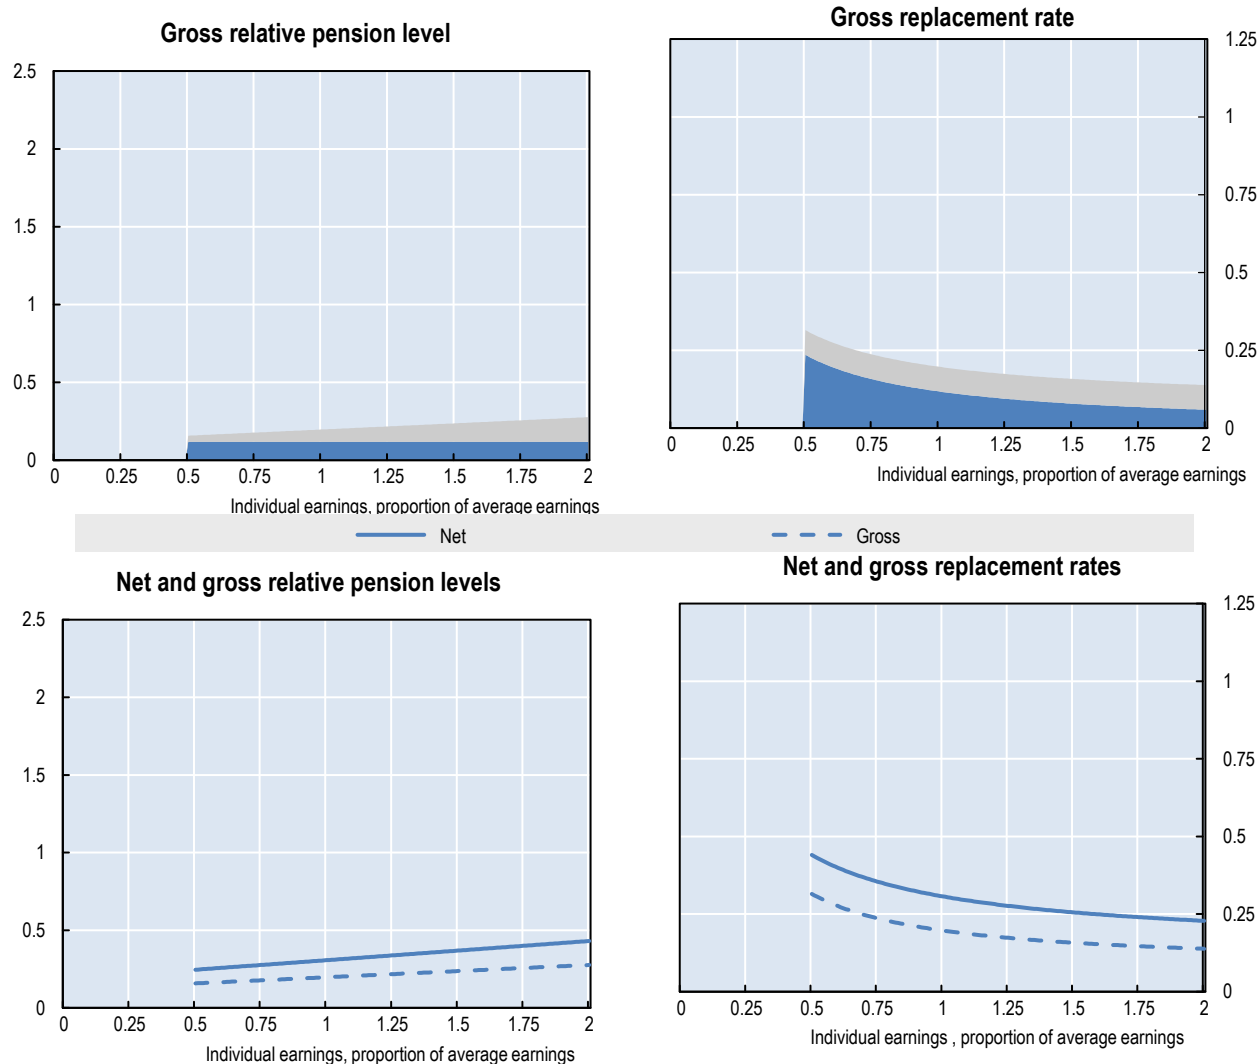 Gross relative pension level
2.5
2
1.5
1
0.5
0
0 0.25 0.5 0.75 1 1.25 1.5 1.75 2
Individual earnings, proportion of average earnings
Gross replacement rate
1.25
1
0.75
0.5
0.25
0
0 0.25 0.5 0.75 1 1.25 1.5 1.75 2
Individual earnings, proportion of average earnings
Net Gross
Net and gross relative pension levels
2.5
2
1.5
1
0.5
0
0 0.25 0.5 0.75 1 1.25 1.5 1.75 2
Individual earnings, proportion of average earnings
Net and gross replacement rates
1.25
1
0.75
0.5
0.25
0
0 0.25 0.5 0.75 1 1.25 1.5 1.75 2
Individual earnings , proportion of average earnings